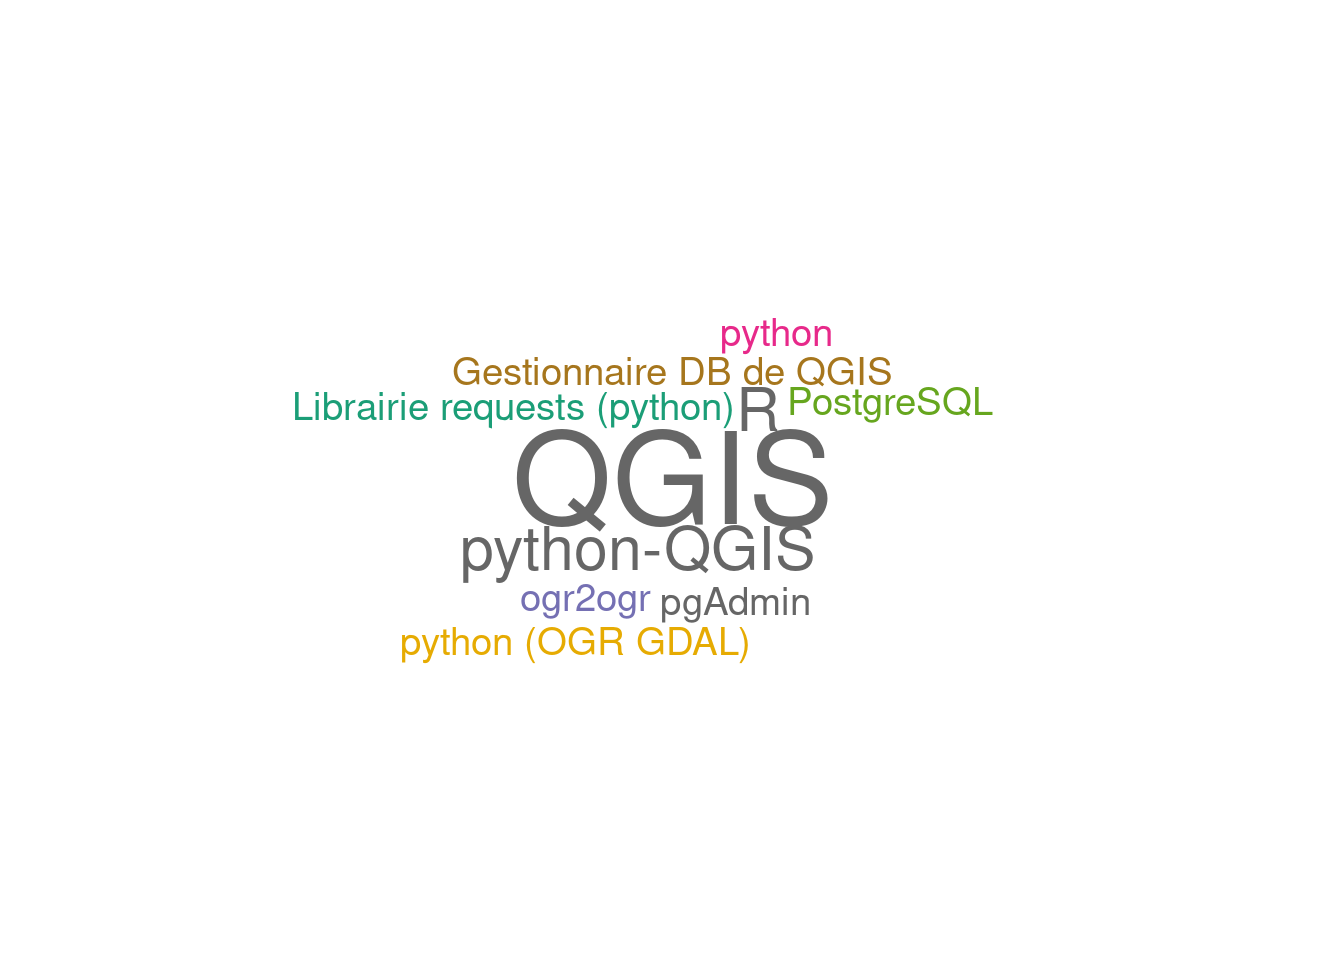 python
Gestionnaire DB de QGIS
Librairie requests (python)
R
PostgreSQL
QGIS
python-QGIS
ogr2ogr
pgAdmin
python (OGR GDAL)